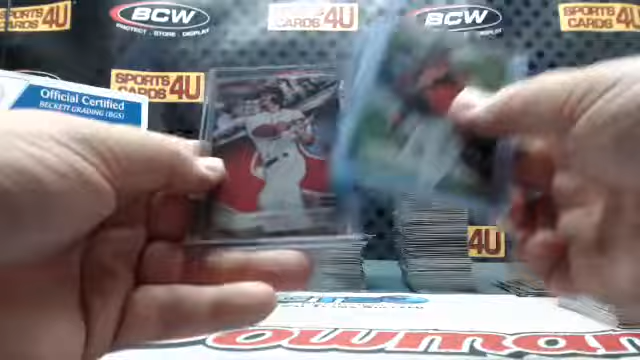 SPORTS
CARDS 4U
BCW
PROTECT · STORE · DISPLAY
SPORTS
CARDS 4U
BCW
SPORTS
CARDS 4U
SPORTS
CARDS 4U
Official Certified
BECKETT GRADING (BGS)
4U
owman